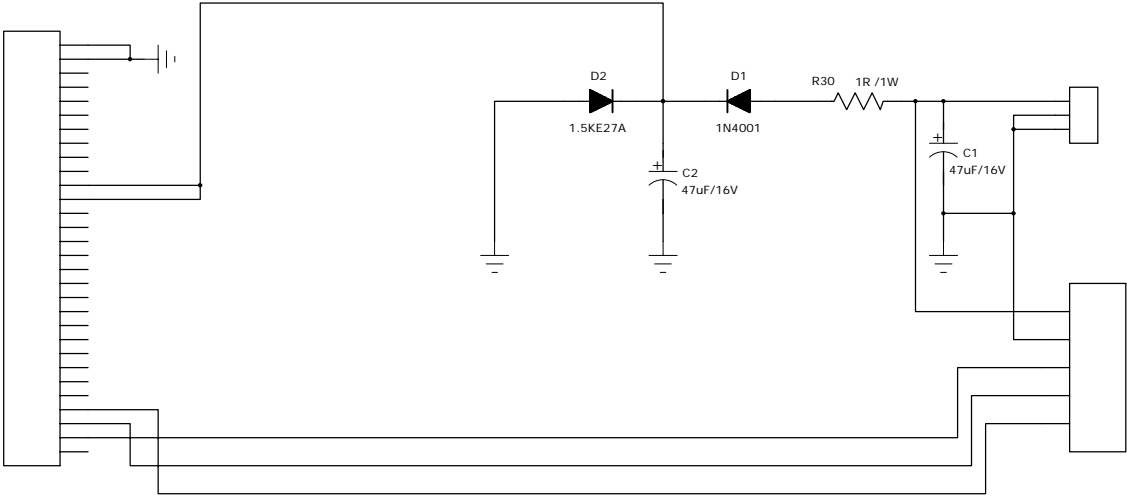 D2
1.5KE27A
D1
1N4001
R30 1R /1W
+ C2
47uF/16V
+ C1
47uF/16V